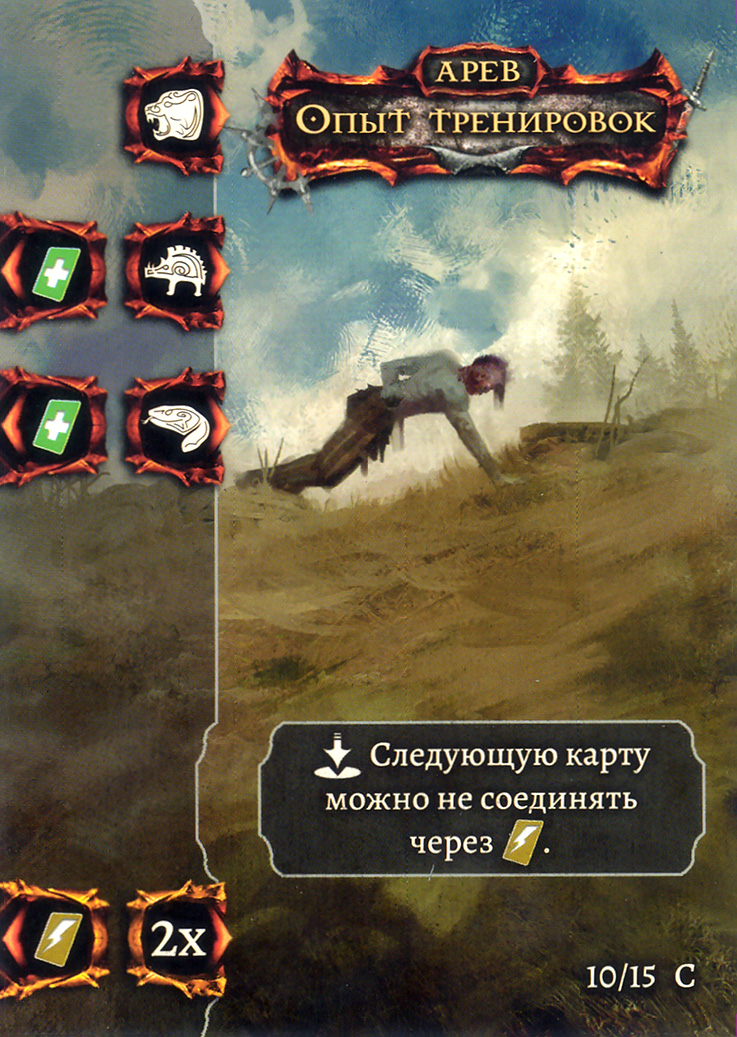 АРЕВ
Опыт тренировок
Следующую карту
можно не соединять
через .
2x
10/15 C